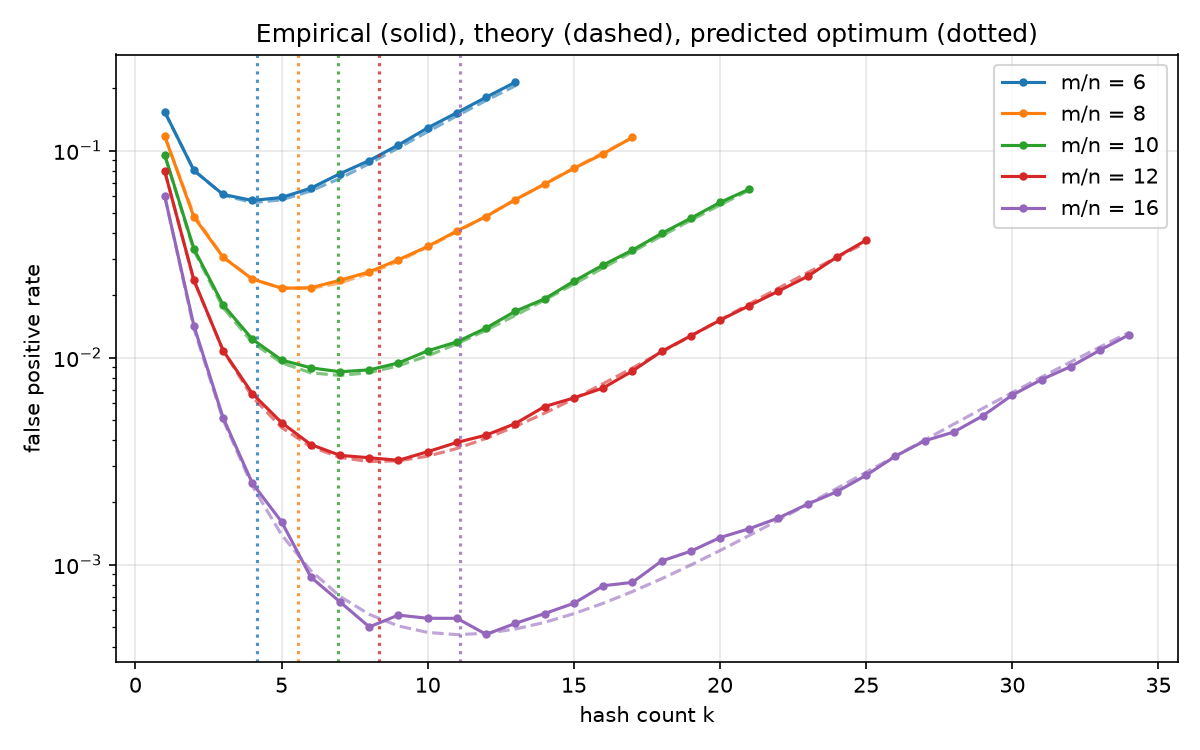 Empirical (solid), theory (dashed), predicted optimum (dotted)
m/n = 6
m/n = 8
m/n = 10
m/n = 12
m/n = 16
false positive rate
10⁻¹
10⁻²
10⁻³
0 5 10 15 20 25 30 35
hash count k